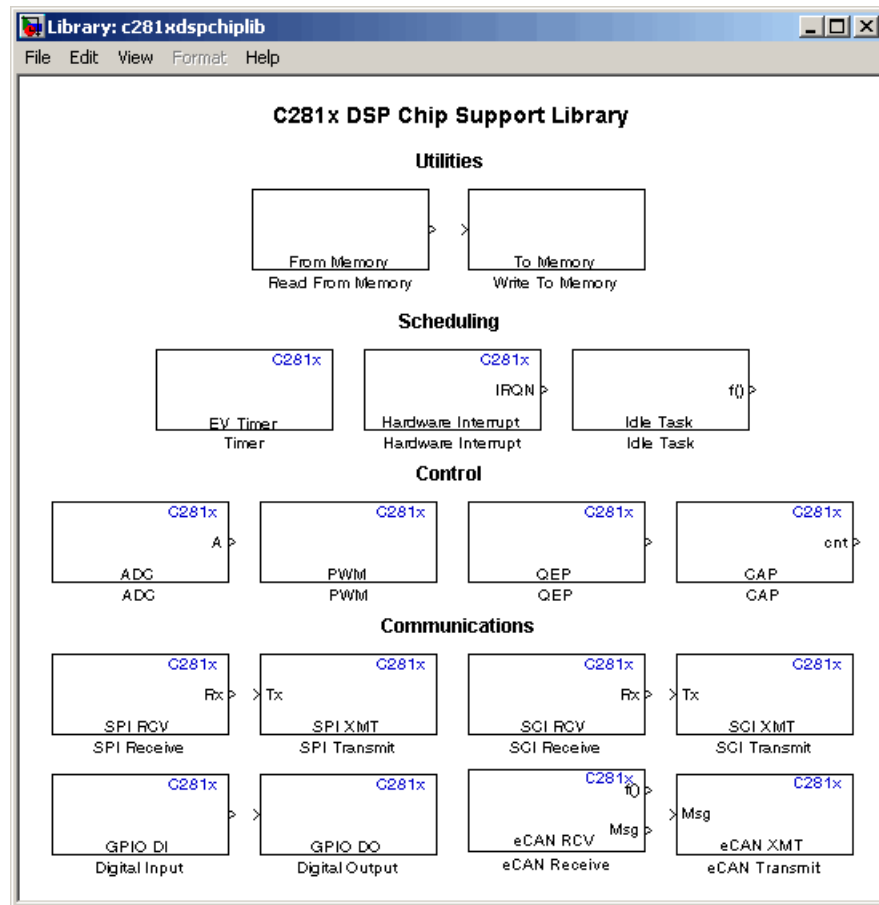 Library: c281xdspchiplib
File Edit View Format Help
C281x DSP Chip Support Library
Utilities
From Memory To Memory
Read From Memory Write To Memory
Scheduling
C281x C281x
IRQN f()
EV Timer Hardware Interrupt Idle Task
Timer Hardware Interrupt Idle Task
Control
C281x C281x C281x C281x
A cnt
ADC PWM QEP CAP
ADC PWM QEP CAP
Communications
C281x C281x C281x C281x
Rx Tx Rx Tx
SPI RCV SPI XMT SCI RCV SCI XMT
SPI Receive SPI Transmit SCI Receive SCI Transmit
C281x C281x C281x C281x
f()
Msg Msg
GPIO DI GPIO DO eCAN RCV eCAN XMT
Digital Input Digital Output eCAN Receive eCAN Transmit